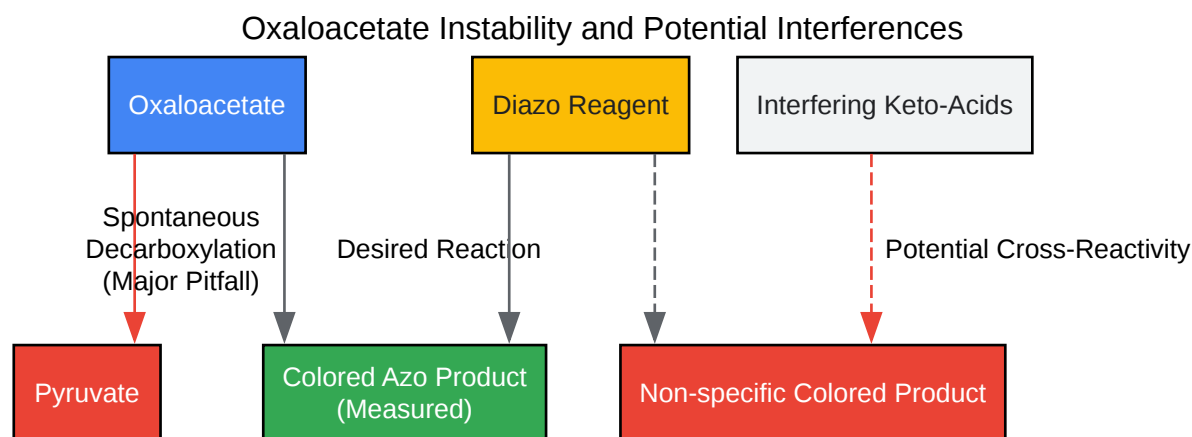 Oxaloacetate Instability and Potential Interferences
Oxaloacetate
Diazo Reagent
Interfering Keto-Acids
Spontaneous
Decarboxylation
(Major Pitfall)
Desired Reaction
Potential Cross-Reactivity
Pyruvate
Colored Azo Product
(Measured)
Non-specific Colored Product